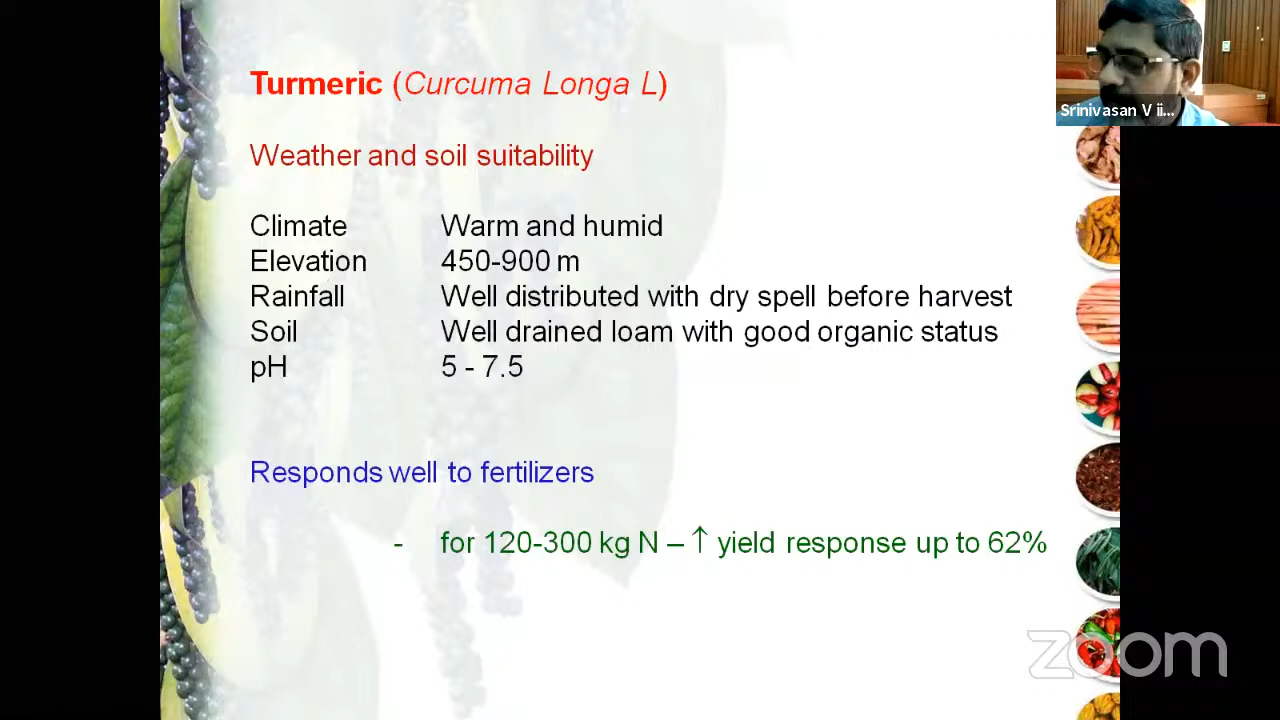 Turmeric (Curcuma Longa L)
Weather and soil suitability
Climate Warm and humid
Elevation 450-900 m
Rainfall Well distributed with dry spell before harvest
Soil Well drained loam with good organic status
pH 5 - 7.5
Responds well to fertilizers
- for 120-300 kg N – ↑ yield response up to 62%
Srinivasan V ii...
zoom